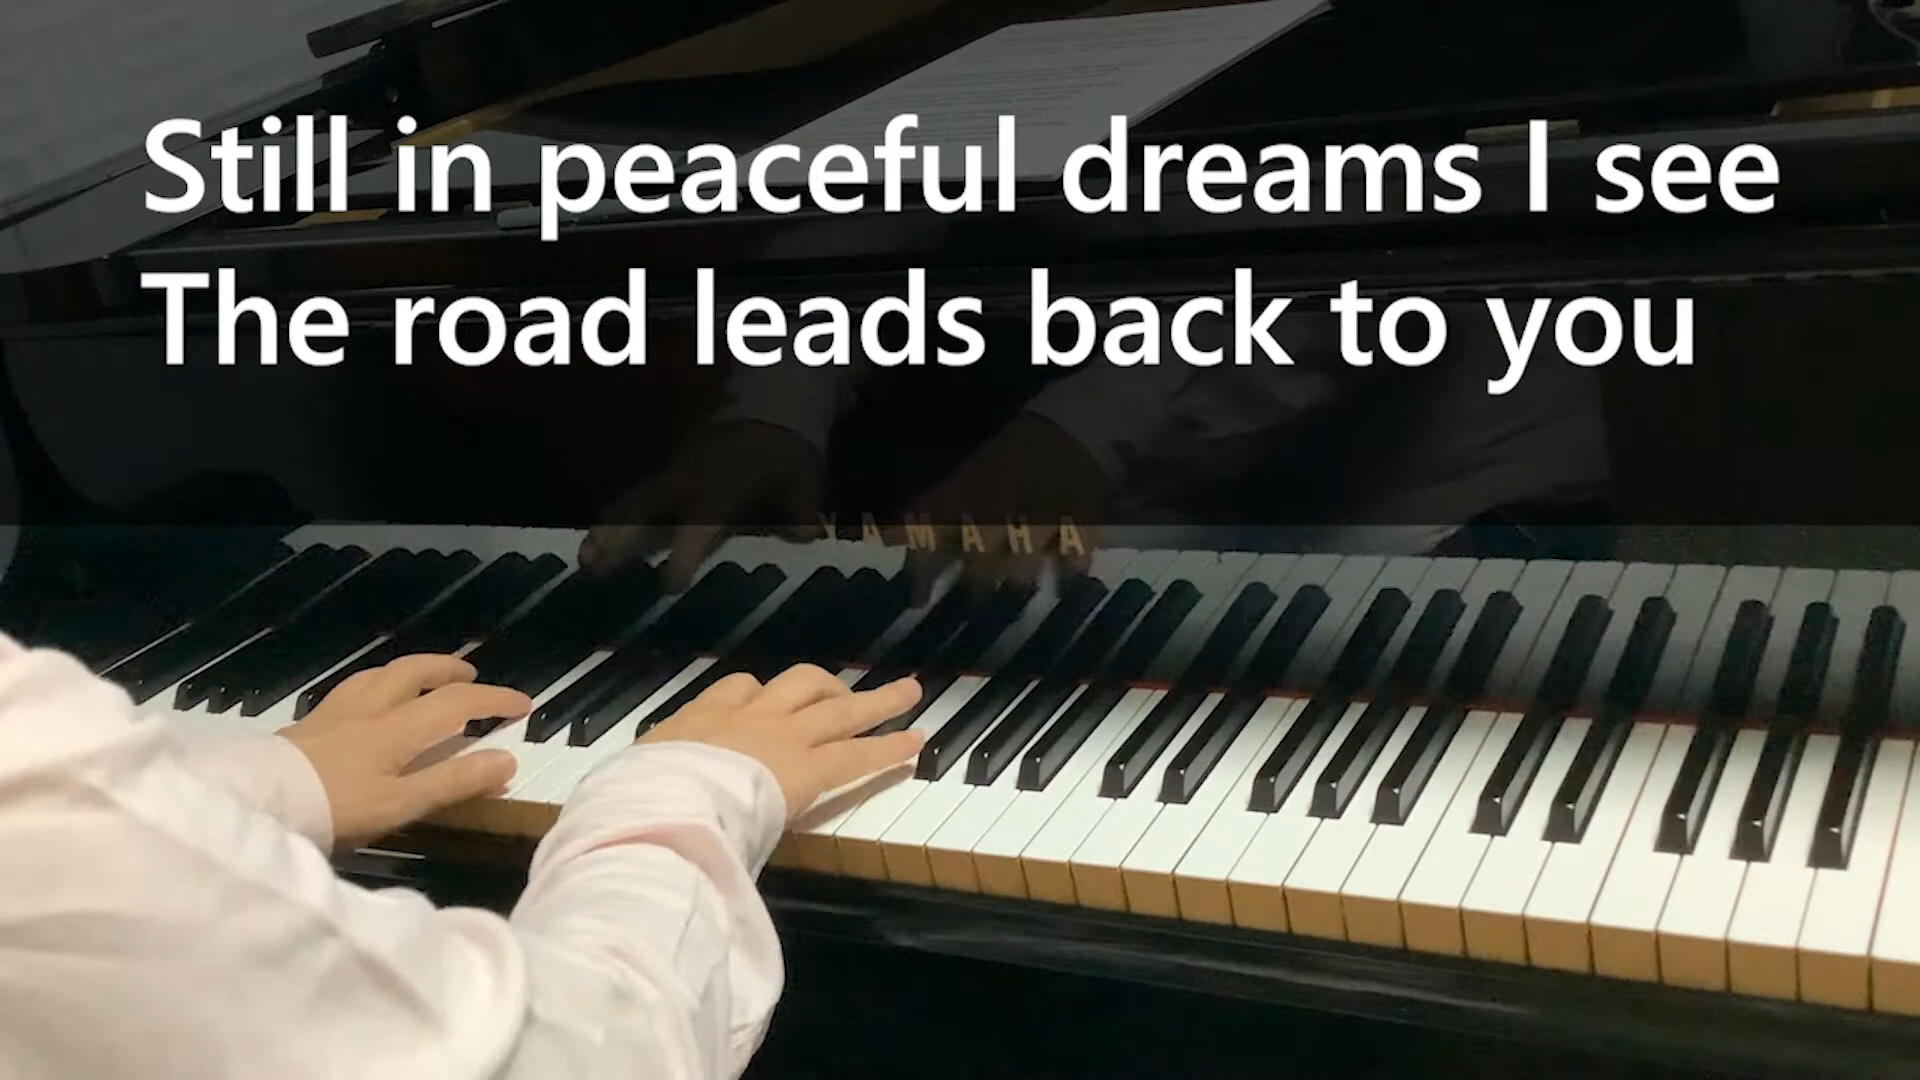 Still in peaceful dreams I see
The road leads back to you
YAMAHA